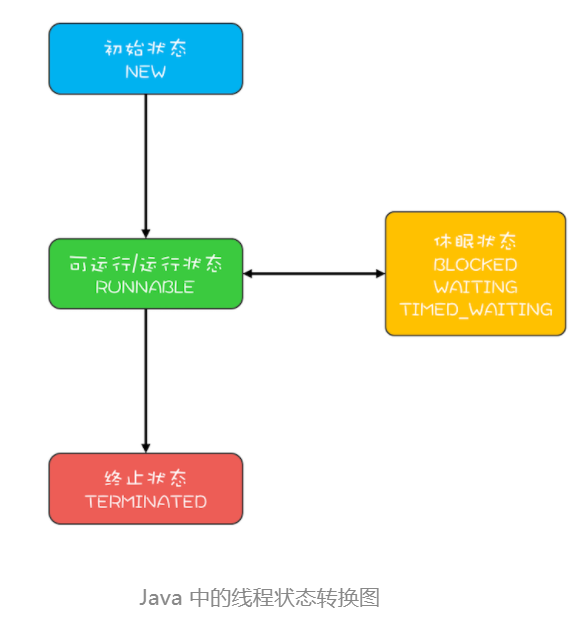 初始状态
NEW
可运行/运行状态
RUNNABLE
休眠状态
BLOCKED
WAITING
TIMED_WAITING
终止状态
TERMINATED
Java 中的线程状态转换图